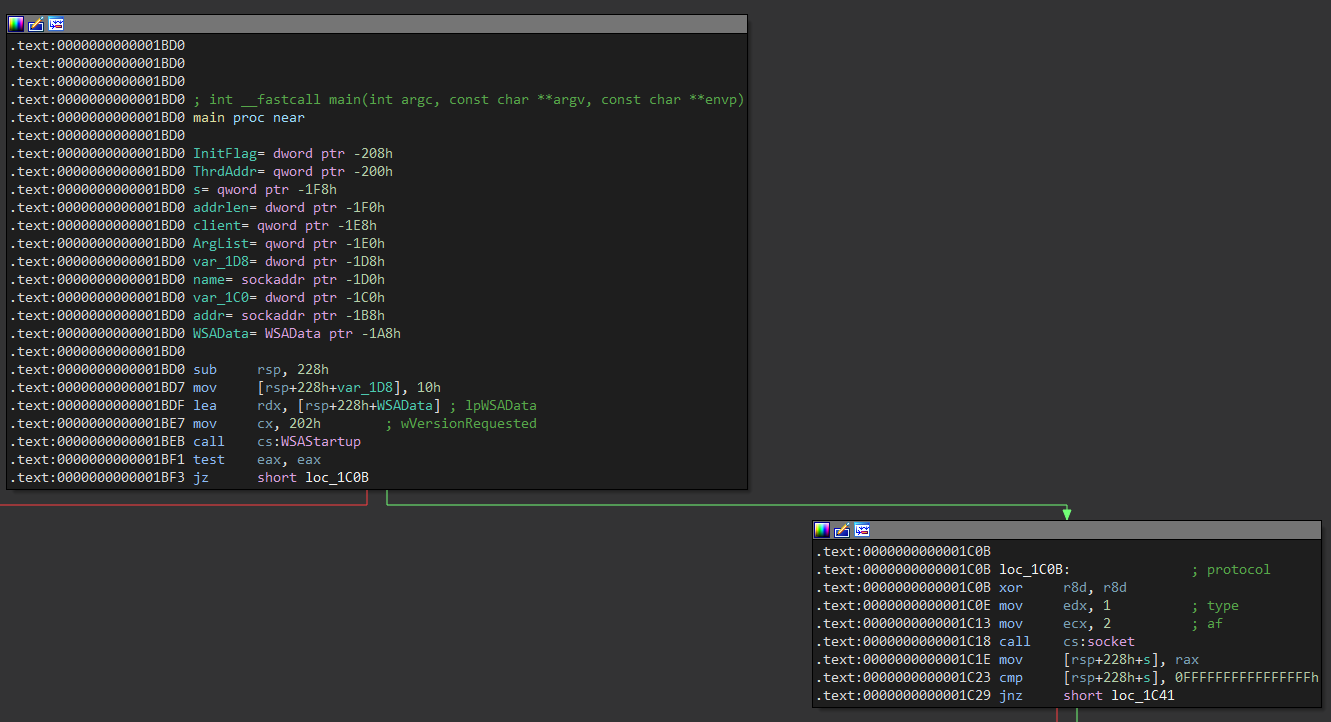 .text:0000000000001BD0
.text:0000000000001BD0
.text:0000000000001BD0
.text:0000000000001BD0 ; int __fastcall main(int argc, const char **argv, const char **envp)
.text:0000000000001BD0 main proc near
.text:0000000000001BD0
.text:0000000000001BD0 InitFlag= dword ptr -208h
.text:0000000000001BD0 ThrdAddr= qword ptr -200h
.text:0000000000001BD0 s= qword ptr -1F8h
.text:0000000000001BD0 addrlen= dword ptr -1F0h
.text:0000000000001BD0 client= qword ptr -1E8h
.text:0000000000001BD0 ArgList= qword ptr -1E0h
.text:0000000000001BD0 var_1D8= dword ptr -1D8h
.text:0000000000001BD0 name= sockaddr ptr -1D0h
.text:0000000000001BD0 var_1C0= dword ptr -1C0h
.text:0000000000001BD0 addr= sockaddr ptr -1B8h
.text:0000000000001BD0 WSAData= WSAData ptr -1A8h
.text:0000000000001BD0
.text:0000000000001BD0 sub rsp, 228h
.text:0000000000001BD7 mov [rsp+228h+var_1D8], 10h
.text:0000000000001BDF lea rdx, [rsp+228h+WSAData] ; lpWSAData
.text:0000000000001BE7 mov cx, 202h ; wVersionRequested
.text:0000000000001BEB call cs:WSAStartup
.text:0000000000001BF1 test eax, eax
.text:0000000000001BF3 jz short loc_1C0B
.text:0000000000001C0B
.text:0000000000001C0B loc_1C0B: ; protocol
.text:0000000000001C0B xor r8d, r8d
.text:0000000000001C0E mov edx, 1 ; type
.text:0000000000001C13 mov ecx, 2 ; af
.text:0000000000001C18 call cs:socket
.text:0000000000001C1E mov [rsp+228h+s], rax
.text:0000000000001C23 cmp [rsp+228h+s], 0FFFFFFFFFFFFFFFFh
.text:0000000000001C29 jnz short loc_1C41